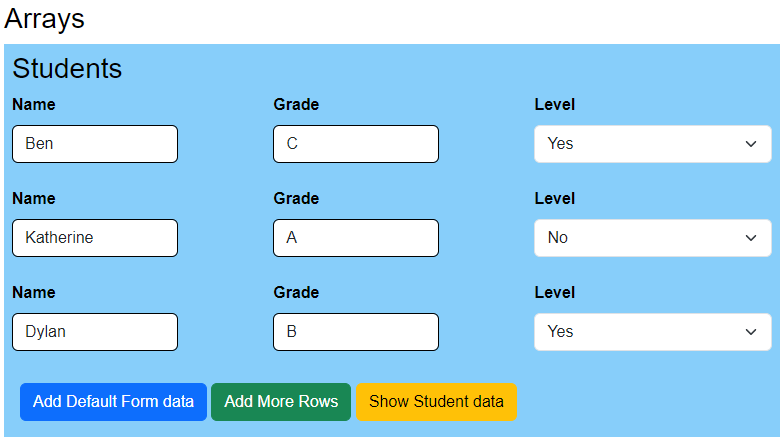 Arrays
Students
Name Grade Level
Ben C Yes
Name Grade Level
Katherine A No
Name Grade Level
Dylan B Yes
Add Default Form data Add More Rows Show Student data